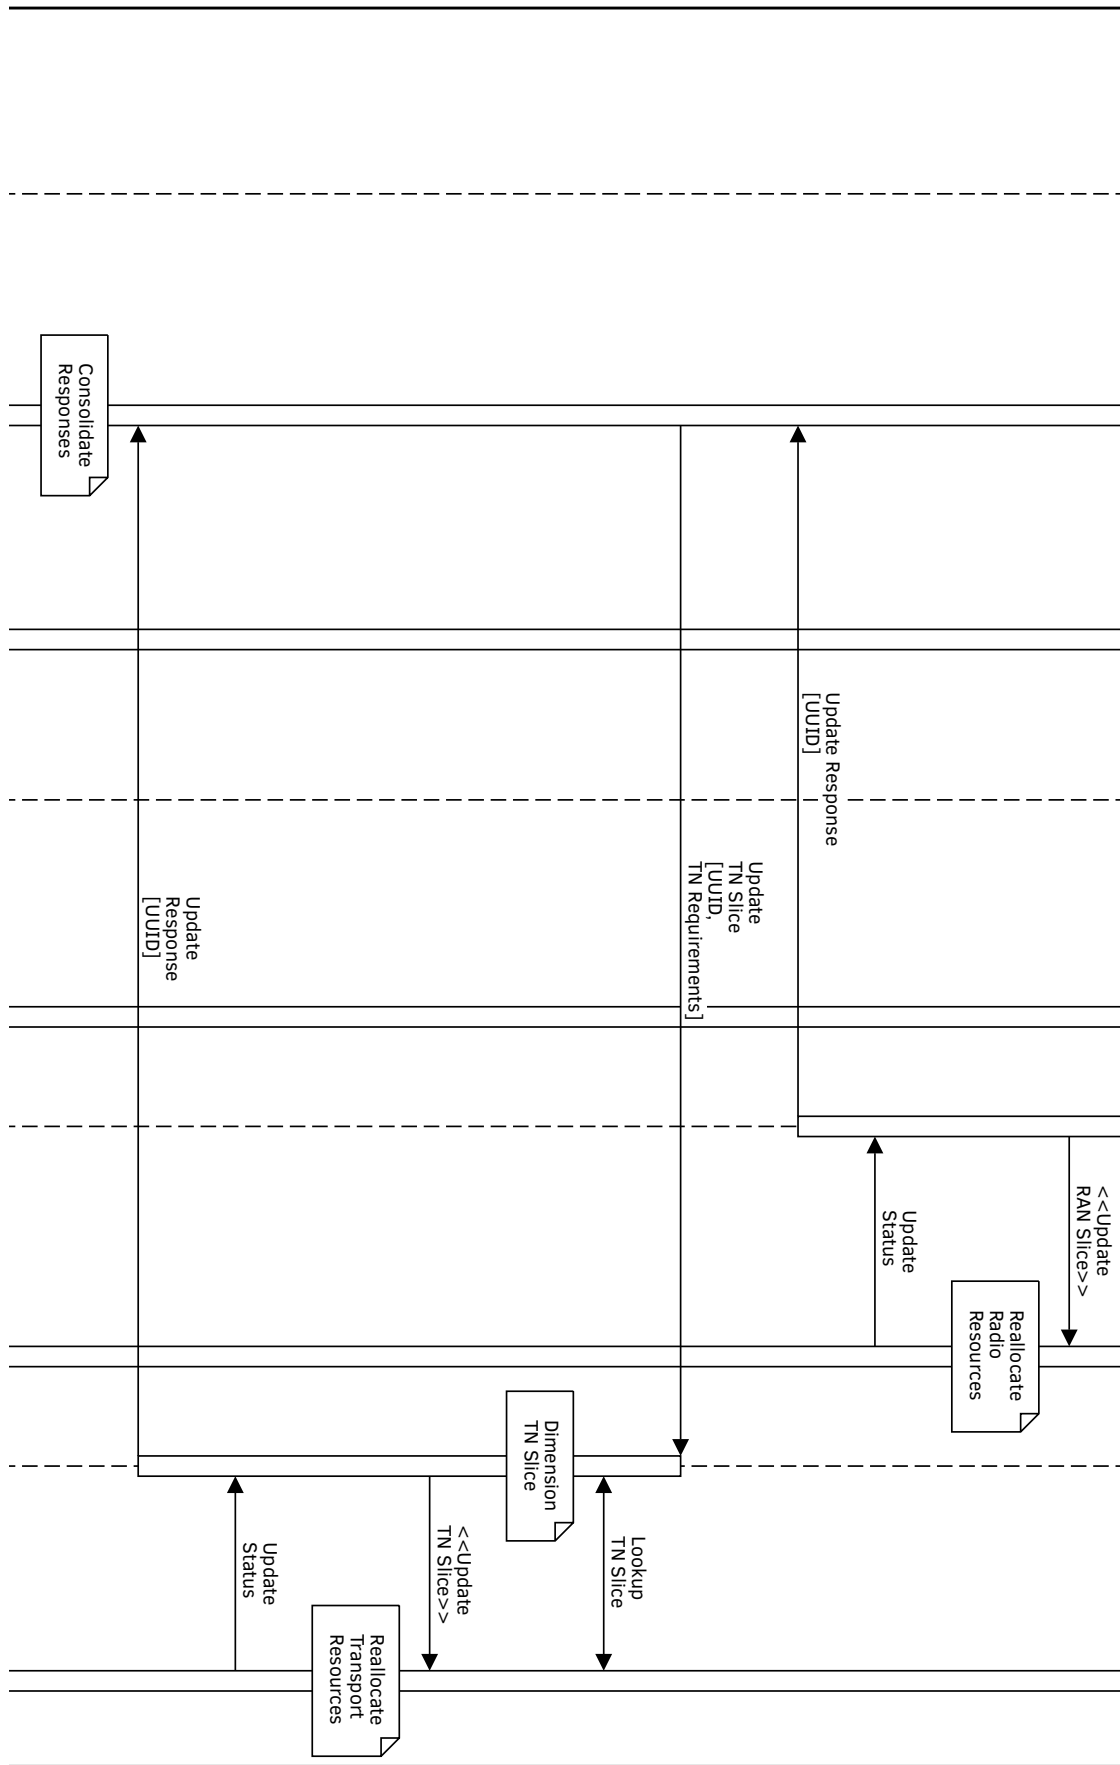 <<Update
RAN Slice>>
Reallocate
Radio
Resources
Update
Status
Update Response
[UUID]
Update
TN Slice
[UUID,
TN Requirements]
Lookup
TN Slice
Dimension
TN Slice
<<Update
TN Slice>>
Reallocate
Transport
Resources
Update
Status
Update
Response
[UUID]
Consolidate
Responses